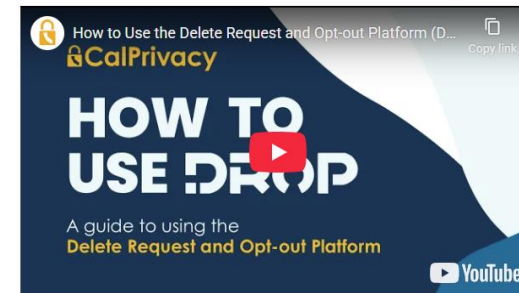 How to Use the Delete Request and Opt-out Platform (D...
Copy link
CalPrivacy
HOW TO
USE DROP
A guide to using the
Delete Request and Opt-out Platform
YouTube